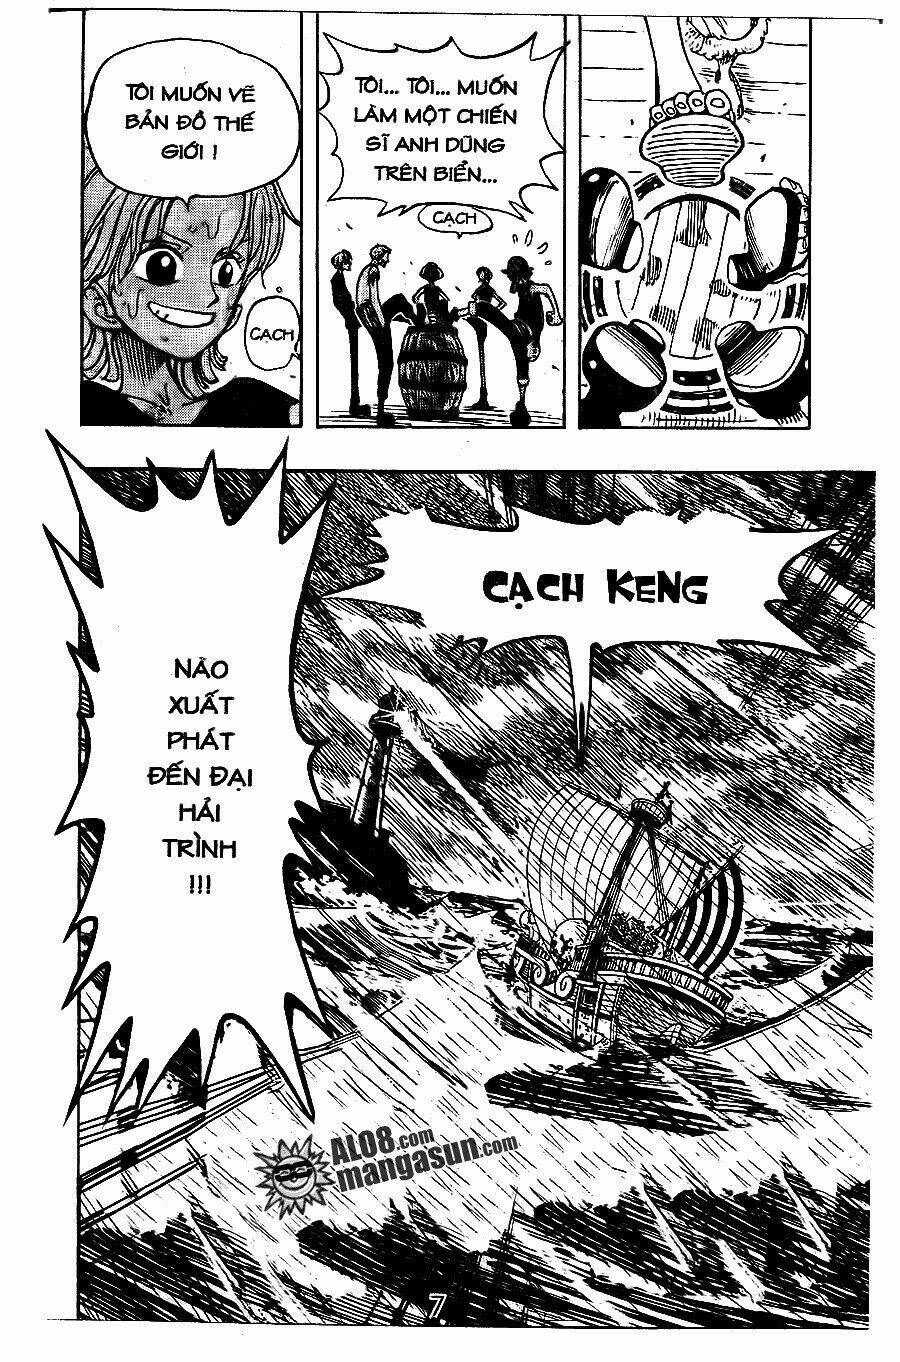 TÔI MUỐN VẼ
BẢN ĐỒ THẾ
GIỚI !
CẠCH
TÔI... TÔI... MUỐN
LÀM MỘT CHIẾN
SĨ ANH DŨNG
TRÊN BIỂN...
CẠCH
NÀO
XUẤT
PHÁT
ĐẾN ĐẠI
HẢI
TRÌNH
!!!
CẠCH KENG
ALO8.com
mangasun.com
7